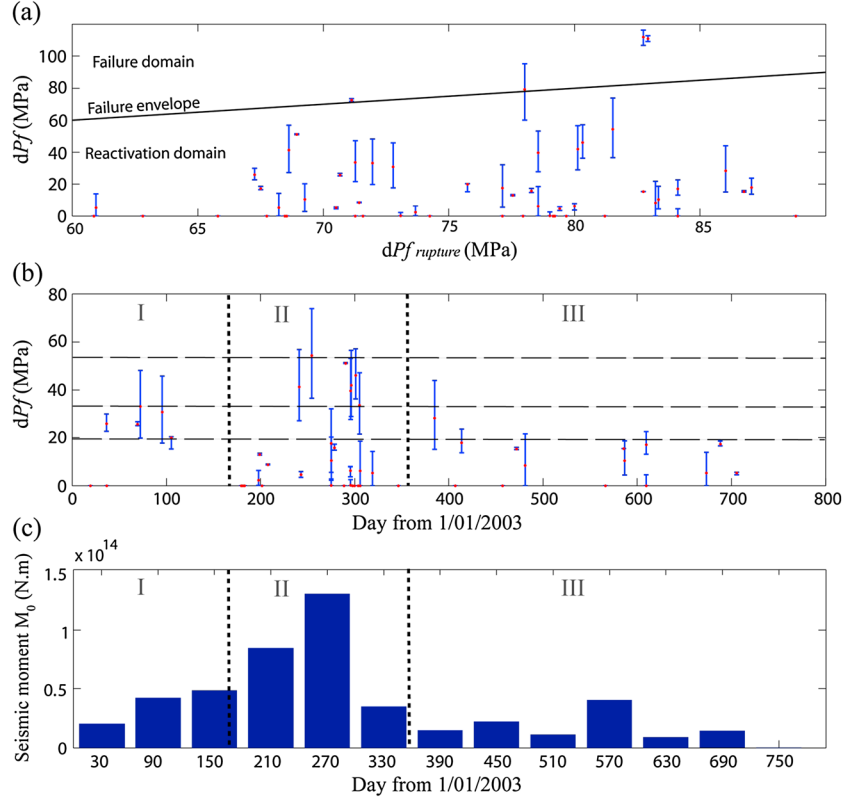 (a)
120
100
80
60
40
20
0
dPf (MPa)
Failure domain
Failure envelope
Reactivation domain
60 65 70 75 80 85
dPf rupture (MPa)
(b)
80
60
40
20
0
dPf (MPa)
I II III
0 100 200 300 400 500 600 700 800
Day from 1/01/2003
(c)
x 10^14
1.5
1
0.5
0
Seismic moment M_0 (N.m)
I II III
30 90 150 210 270 330 390 450 510 570 630 690 750
Day from 1/01/2003